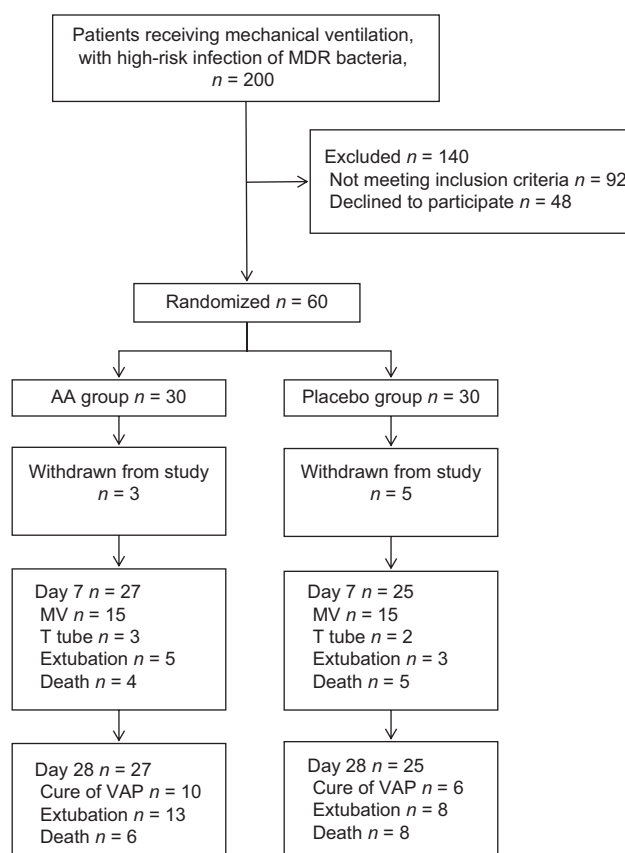 Patients receiving mechanical ventilation,
with high-risk infection of MDR bacteria,
n = 200
Excluded n = 140
Not meeting inclusion criteria n = 92
Declined to participate n = 48
Randomized n = 60
AA group n = 30
Placebo group n = 30
Withdrawn from study
n = 3
Withdrawn from study
n = 5
Day 7 n = 27
MV n = 15
T tube n = 3
Extubation n = 5
Death n = 4
Day 7 n = 25
MV n = 15
T tube n = 2
Extubation n = 3
Death n = 5
Day 28 n = 27
Cure of VAP n = 10
Extubation n = 13
Death n = 6
Day 28 n = 25
Cure of VAP n = 6
Extubation n = 8
Death n = 8